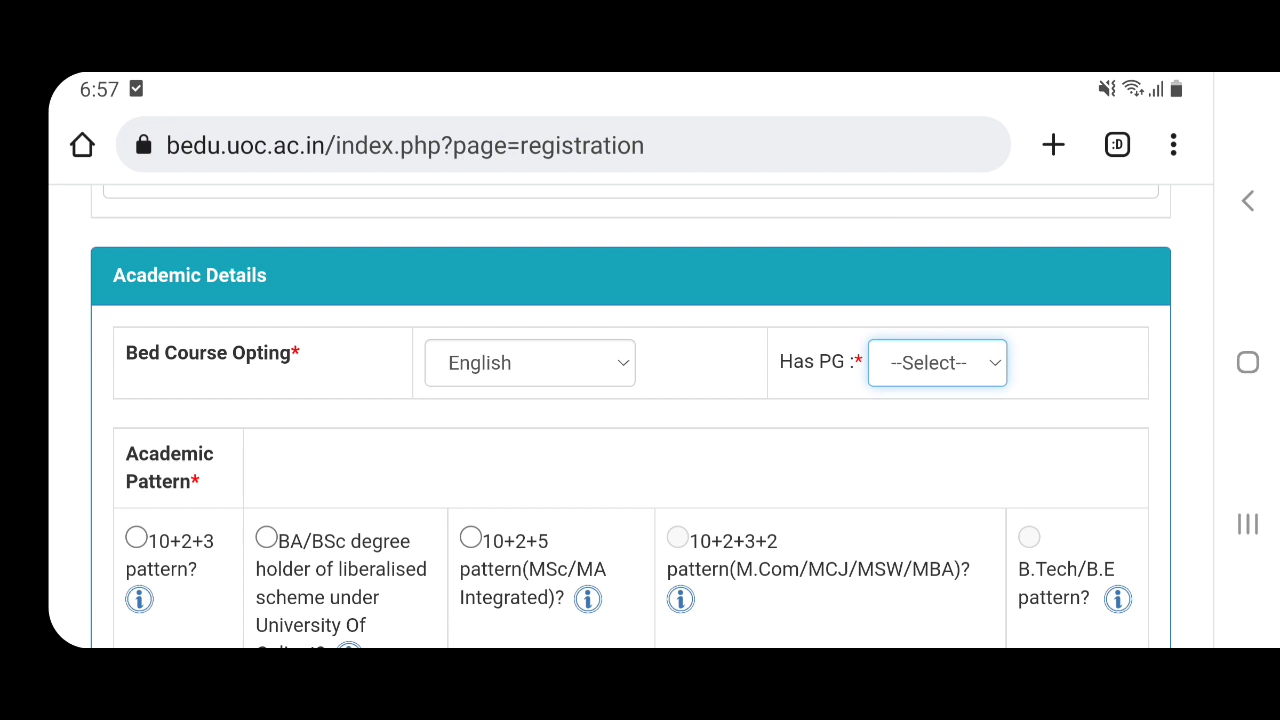 6:57
bedu.uoc.ac.in/index.php?page=registration
:D
Academic Details
Bed Course Opting*
English
Has PG :*
--Select--
Academic
Pattern*
10+2+3
pattern?
BA/BSc degree
holder of liberalised
scheme under
University Of
10+2+5
pattern(MSc/MA
Integrated)?
10+2+3+2
pattern(M.Com/MCJ/MSW/MBA)?
B.Tech/B.E
pattern?